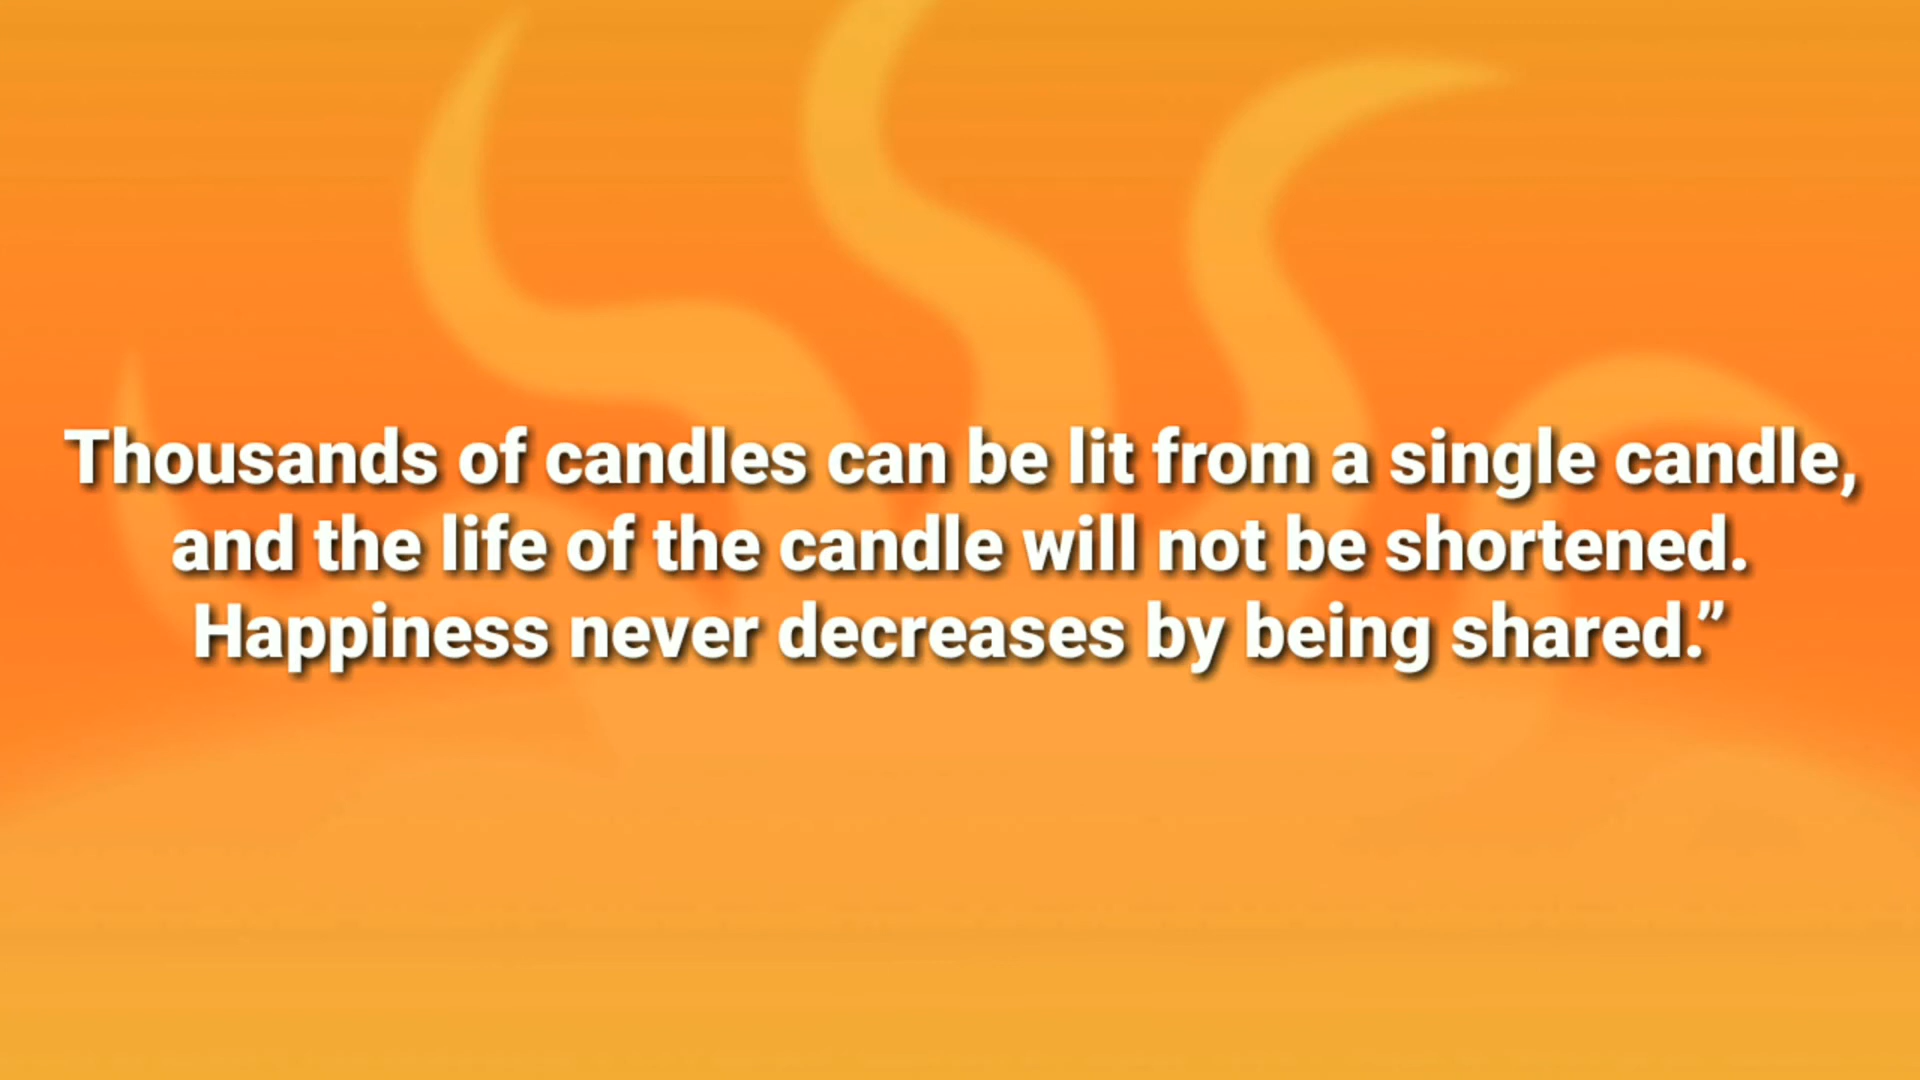 Thousands of candles can be lit from a single candle,
and the life of the candle will not be shortened.
Happiness never decreases by being shared.”